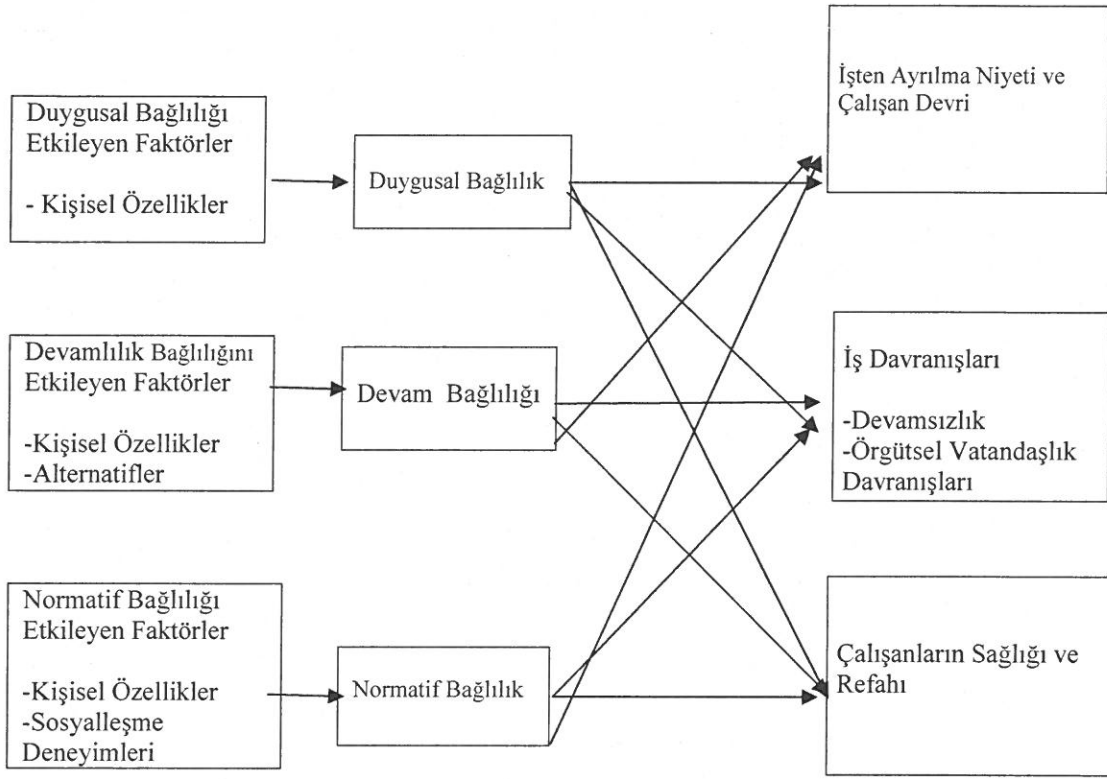 Duygusal Bağlılığı
Etkileyen Faktörler
- Kişisel Özellikler
Duygusal Bağlılık
İşten Ayrılma Niyeti ve
Çalışan Devri
Devamlılık Bağlılığını
Etkileyen Faktörler
-Kişisel Özellikler
-Alternatifler
Devam Bağlılığı
İş Davranışları
-Devamsızlık
-Örgütsel Vatandaşlık
Davranışları
Normatif Bağlılığı
Etkileyen Faktörler
-Kişisel Özellikler
-Sosyalleşme
Deneyimleri
Normatif Bağlılık
Çalışanların Sağlığı ve
Refahı